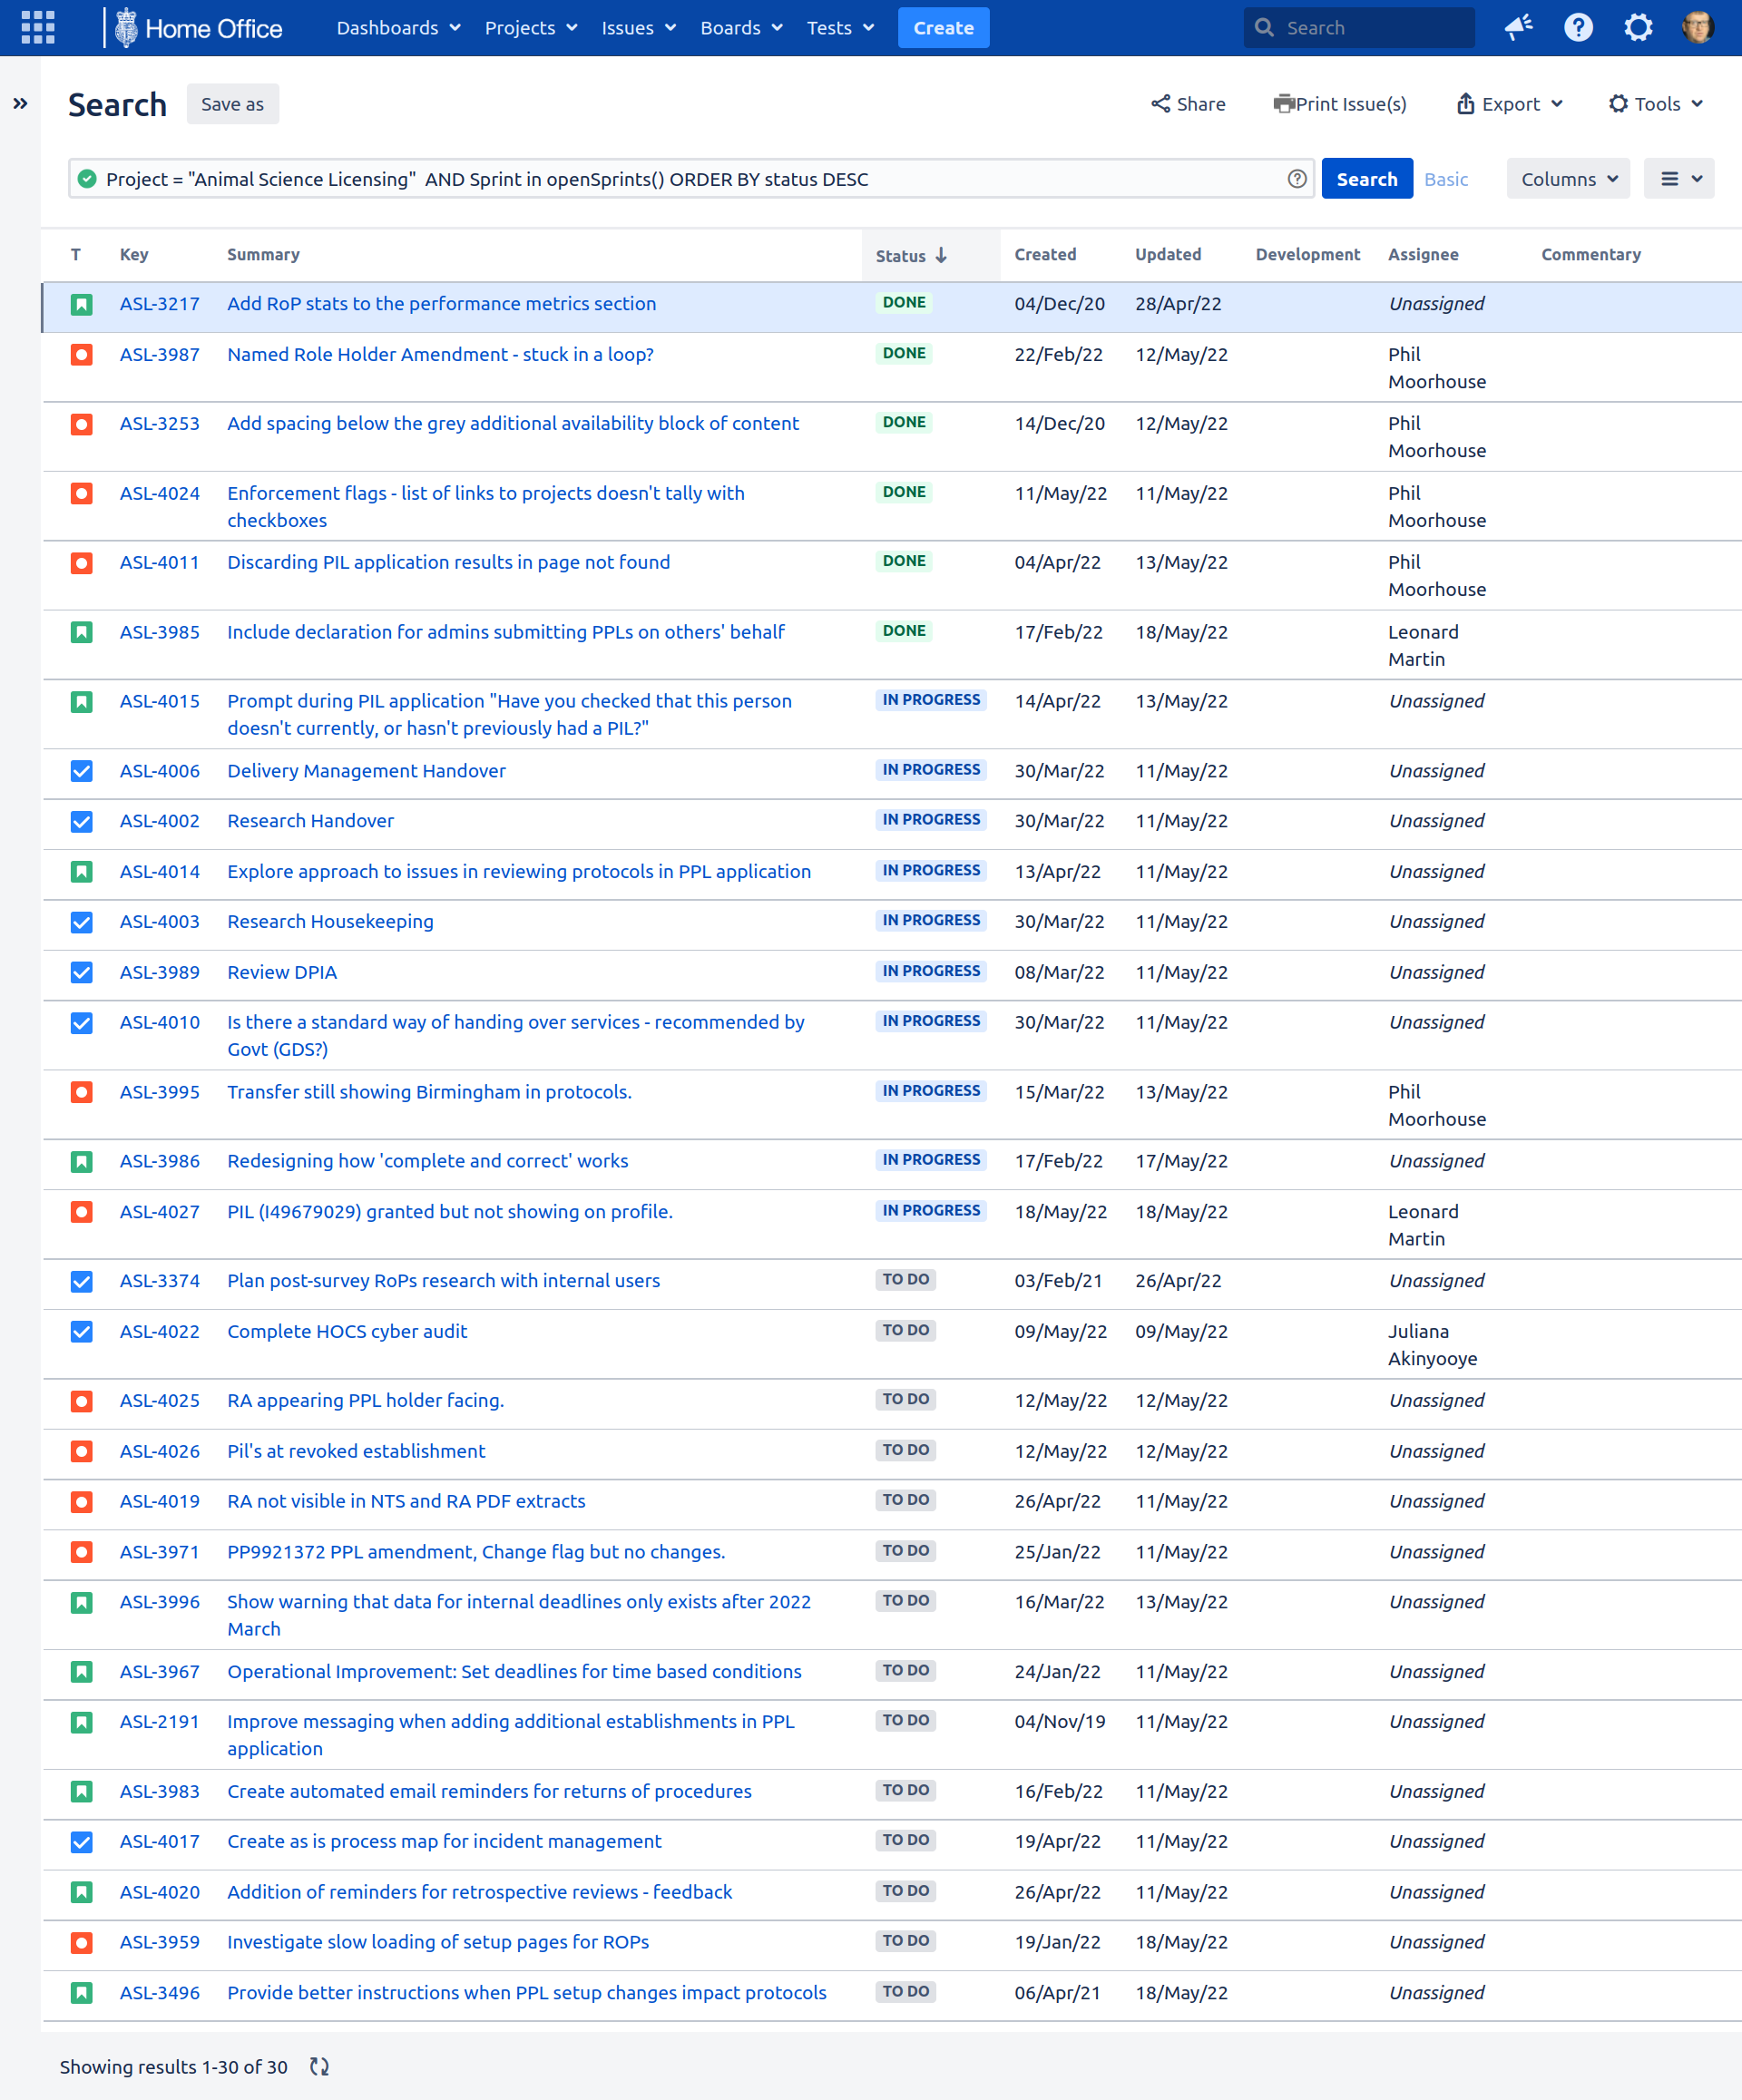 Home Office Dashboards Projects Issues Boards Tests Create Search
Search Save as Share Print Issue(s) Export Tools
Project = "Animal Science Licensing"  AND Sprint in openSprints() ORDER BY status DESC Search Basic Columns
T Key Summary Status Created Updated Development Assignee Commentary
ASL-3217 Add RoP stats to the performance metrics section DONE 04/Dec/20 28/Apr/22 Unassigned
ASL-3987 Named Role Holder Amendment - stuck in a loop? DONE 22/Feb/22 12/May/22 Phil
Moorhouse
ASL-3253 Add spacing below the grey additional availability block of content DONE 14/Dec/20 12/May/22 Phil
Moorhouse
ASL-4024 Enforcement flags - list of links to projects doesn't tally with DONE 11/May/22 11/May/22 Phil
checkboxes Moorhouse
ASL-4011 Discarding PIL application results in page not found DONE 04/Apr/22 13/May/22 Phil
Moorhouse
ASL-3985 Include declaration for admins submitting PPLs on others' behalf DONE 17/Feb/22 18/May/22 Leonard
Martin
ASL-4015 Prompt during PIL application "Have you checked that this person IN PROGRESS 14/Apr/22 13/May/22 Unassigned
doesn't currently, or hasn't previously had a PIL?"
ASL-4006 Delivery Management Handover IN PROGRESS 30/Mar/22 11/May/22 Unassigned
ASL-4002 Research Handover IN PROGRESS 30/Mar/22 11/May/22 Unassigned
ASL-4014 Explore approach to issues in reviewing protocols in PPL application IN PROGRESS 13/Apr/22 11/May/22 Unassigned
ASL-4003 Research Housekeeping IN PROGRESS 30/Mar/22 11/May/22 Unassigned
ASL-3989 Review DPIA IN PROGRESS 08/Mar/22 11/May/22 Unassigned
ASL-4010 Is there a standard way of handing over services - recommended by IN PROGRESS 30/Mar/22 11/May/22 Unassigned
Govt (GDS?)
ASL-3995 Transfer still showing Birmingham in protocols. IN PROGRESS 15/Mar/22 13/May/22 Phil
Moorhouse
ASL-3986 Redesigning how 'complete and correct' works IN PROGRESS 17/Feb/22 17/May/22 Unassigned
ASL-4027 PIL (I49679029) granted but not showing on profile. IN PROGRESS 18/May/22 18/May/22 Leonard
Martin
ASL-3374 Plan post-survey RoPs research with internal users TO DO 03/Feb/21 26/Apr/22 Unassigned
ASL-4022 Complete HOCS cyber audit TO DO 09/May/22 09/May/22 Juliana
Akinyooye
ASL-4025 RA appearing PPL holder facing. TO DO 12/May/22 12/May/22 Unassigned
ASL-4026 Pil's at revoked establishment TO DO 12/May/22 12/May/22 Unassigned
ASL-4019 RA not visible in NTS and RA PDF extracts TO DO 26/Apr/22 11/May/22 Unassigned
ASL-3971 PP9921372 PPL amendment, Change flag but no changes. TO DO 25/Jan/22 11/May/22 Unassigned
ASL-3996 Show warning that data for internal deadlines only exists after 2022 TO DO 16/Mar/22 13/May/22 Unassigned
March
ASL-3967 Operational Improvement: Set deadlines for time based conditions TO DO 24/Jan/22 11/May/22 Unassigned
ASL-2191 Improve messaging when adding additional establishments in PPL TO DO 04/Nov/19 11/May/22 Unassigned
application
ASL-3983 Create automated email reminders for returns of procedures TO DO 16/Feb/22 11/May/22 Unassigned
ASL-4017 Create as is process map for incident management TO DO 19/Apr/22 11/May/22 Unassigned
ASL-4020 Addition of reminders for retrospective reviews - feedback TO DO 26/Apr/22 11/May/22 Unassigned
ASL-3959 Investigate slow loading of setup pages for ROPs TO DO 19/Jan/22 18/May/22 Unassigned
ASL-3496 Provide better instructions when PPL setup changes impact protocols TO DO 06/Apr/21 18/May/22 Unassigned
Showing results 1-30 of 30